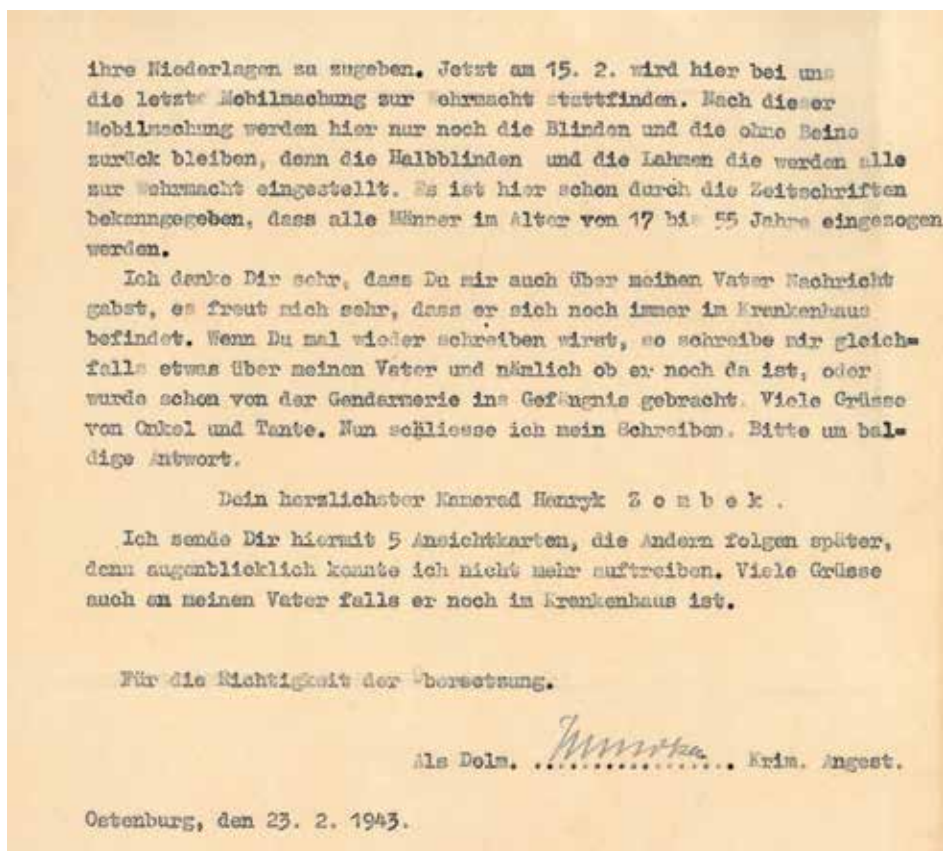 ihre Niederlagen zu zugeben. Jetzt am 15. 2. wird hier bei uns
die letzte Mobilmachung zur Wehrmacht stattfinden. Nach dieser
Mobilmachung werden hier nur noch die Blinden und die ohne Beine
zurück bleiben, denn die Halbblinden und die Lahmen die werden alle
zur Wehrmacht eingestellt. Es ist hier schon durch die Zeitschriften
bekanngegeben, dass alle Männer im Alter von 17 bis 55 Jahre eingezogen
werden.
Ich danke Dir sehr, dass Du mir auch über meinen Vater Nachricht
gabst, es freut mich sehr, dass er sich noch immer im Krankenhaus
befindet. Wenn Du mal wieder schreiben wirst, so schreibe mir gleich=
falls etwas über meinen Vater und nämlich ob er noch da ist, oder
wurde schon von der Gendarmerie ins Gefängnis gebracht. Viele Grüsse
von Onkel und Tante. Nun schliesse ich mein Schreiben. Bitte um bal=
dige Antwort.
Dein herzlichster Kamerad Henryk Z o m b e k .
Ich sende Dir hiermit 5 Ansichtkarten, die Andern folgen später,
denn augenblicklich konnte ich nicht mehr auftreiben. Viele Grüsse
auch an meinen Vater falls er noch im Krankenhaus ist.
Für die Richtigkeit der Übersetzung.
Als Dolm. .................. Krim. Angest.
Ostenburg, den 23. 2. 1943.